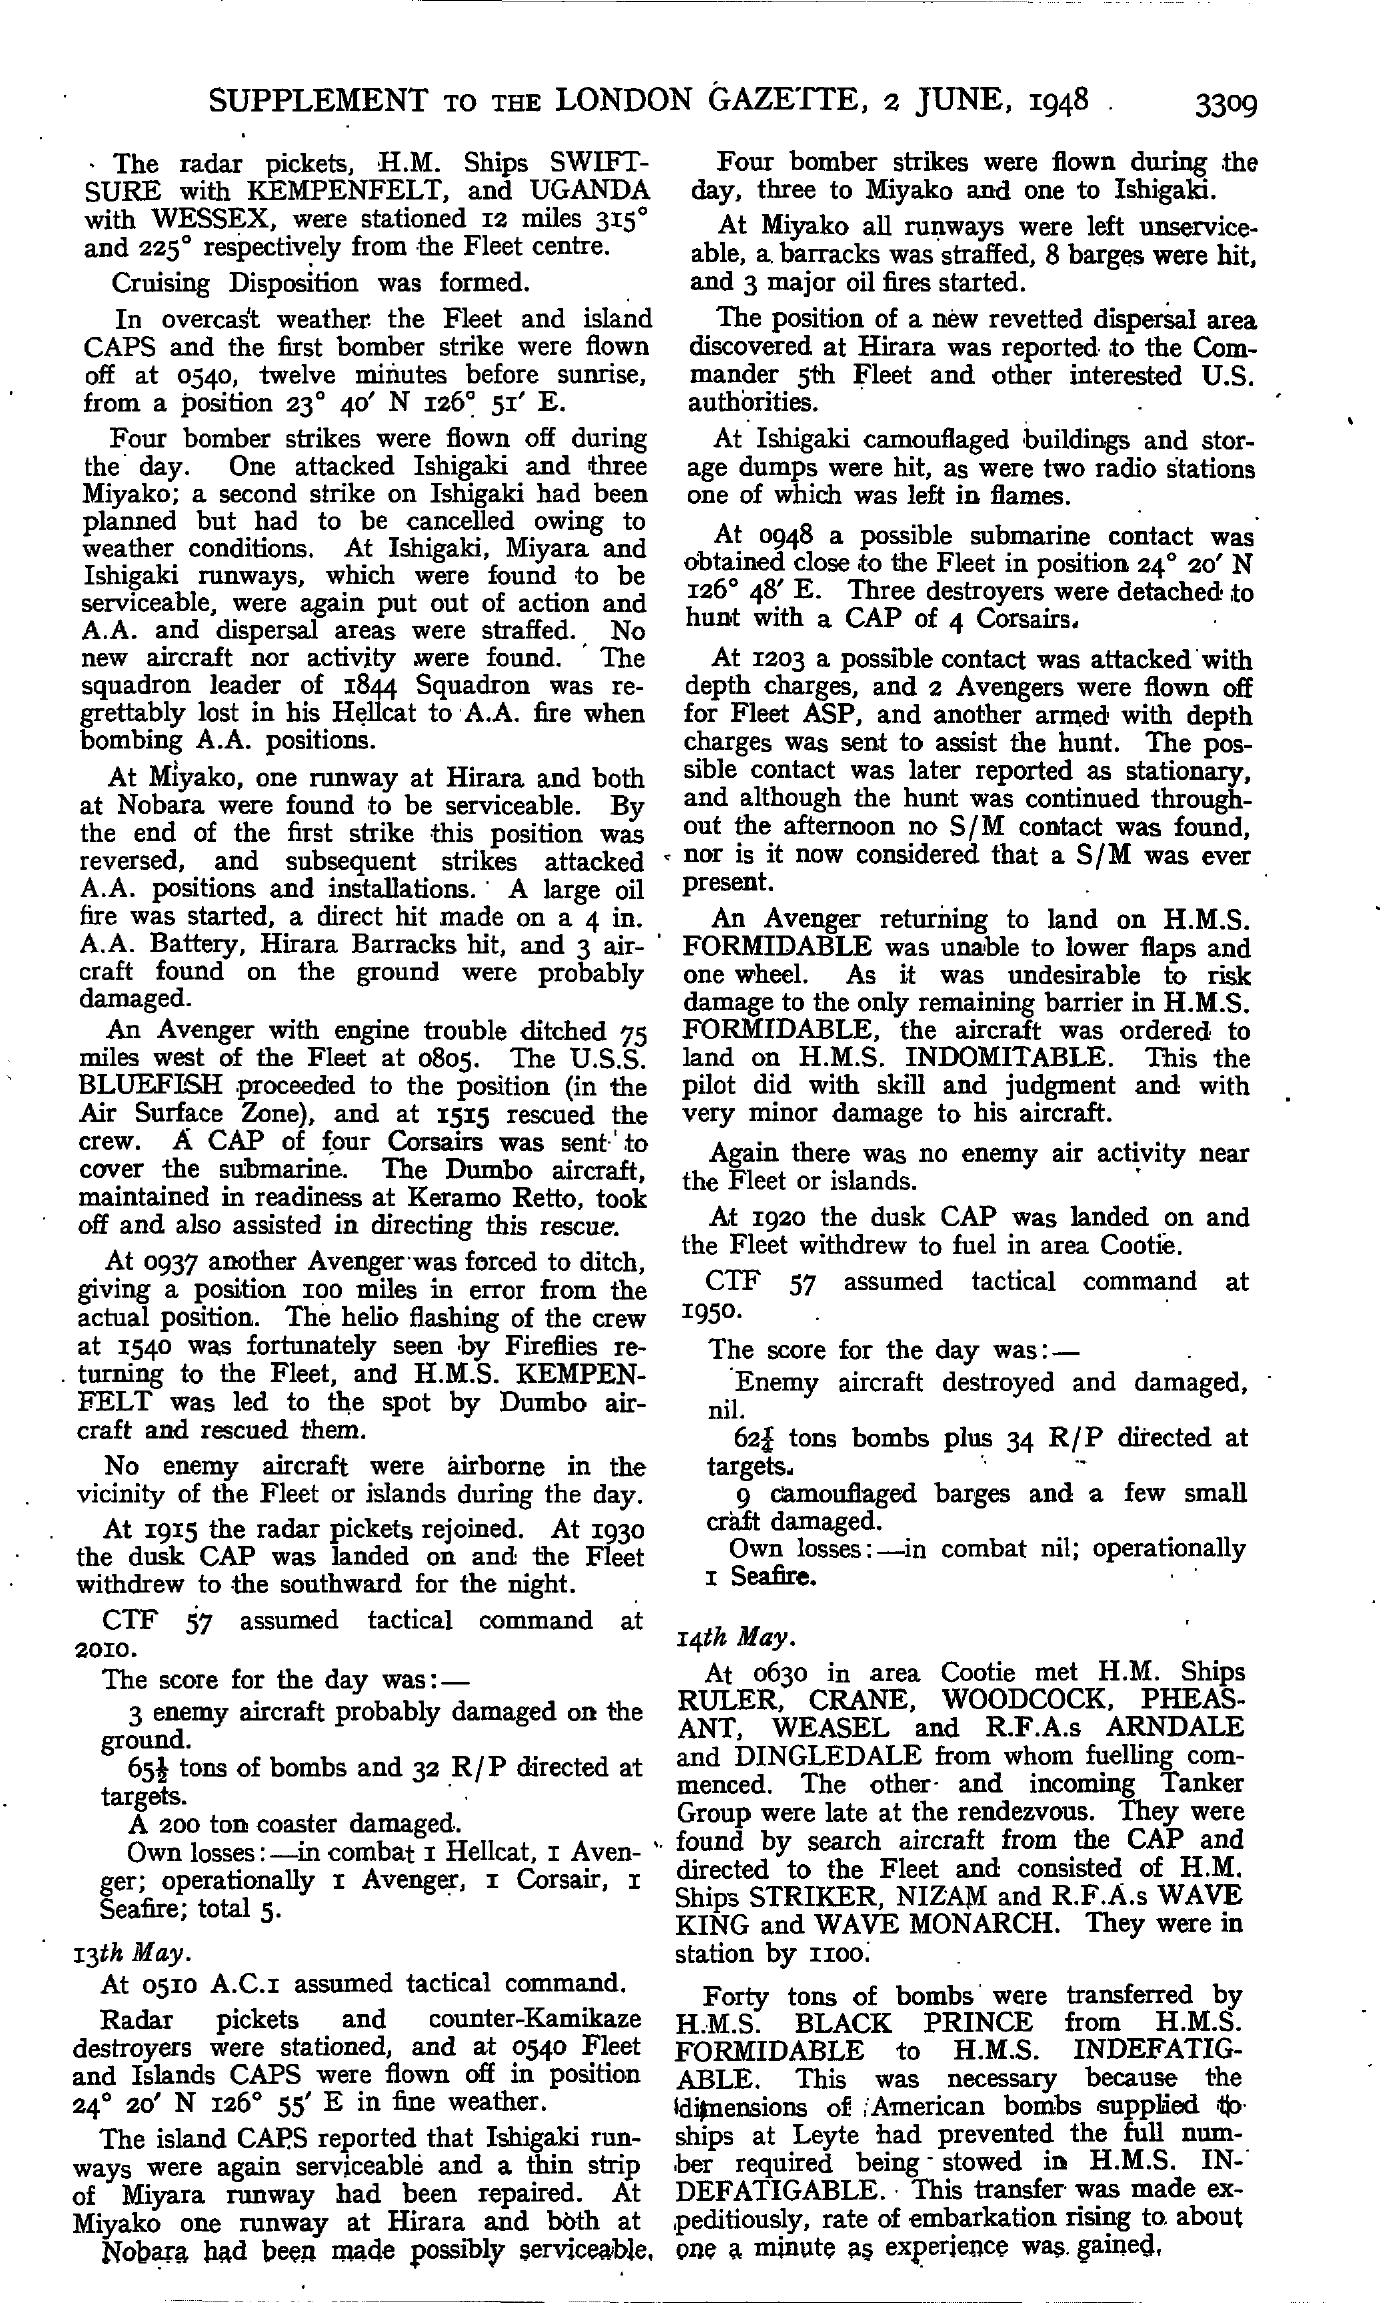 SUPPLEMENT TO THE LONDON GAZETTE, 2 JUNE, 1948 3309
The radar pickets, H.M. Ships SWIFT-
SURE with KEMPENFELT, and UGANDA
with WESSEX, were stationed 12 miles 315°
and 225° respectively from the Fleet centre.
Cruising Disposition was formed.
In overcast weather the Fleet and island
CAPS and the first bomber strike were flown
off at 0540, twelve minutes before sunrise,
from a position 23° 40′ N 126° 51′ E.
Four bomber strikes were flown off during
the day. One attacked Ishigaki and three
Miyako; a second strike on Ishigaki had been
planned but had to be cancelled owing to
weather conditions. At Ishigaki, Miyara and
Ishigaki runways, which were found to be
serviceable, were again put out of action and
A.A. and dispersal areas were straffed. No
new aircraft nor activity were found. The
squadron leader of 1844 Squadron was re-
grettably lost in his Hellcat to A.A. fire when
bombing A.A. positions.
At Miyako, one runway at Hirara and both
at Nobara were found to be serviceable. By
the end of the first strike this position was
reversed, and subsequent strikes attacked
A.A. positions and installations. A large oil
fire was started, a direct hit made on a 4 in.
A.A. Battery, Hirara Barracks hit, and 3 air-
craft found on the ground were probably
damaged.
An Avenger with engine trouble ditched 75
miles west of the Fleet at 0805. The U.S.S.
BLUEFISH proceeded to the position (in the
Air Surface Zone), and at 1515 rescued the
crew. A CAP of four Corsairs was sent to
cover the submarine. The Dumbo aircraft,
maintained in readiness at Keramo Retto, took
off and also assisted in directing this rescue.
At 0937 another Avenger was forced to ditch,
giving a position 100 miles in error from the
actual position. The helio flashing of the crew
at 1540 was fortunately seen by Fireflies re-
turning to the Fleet, and H.M.S. KEMPEN-
FELT was led to the spot by Dumbo air-
craft and rescued them.
No enemy aircraft were airborne in the
vicinity of the Fleet or islands during the day.
At 1915 the radar pickets rejoined. At 1930
the dusk CAP was landed on and the Fleet
withdrew to the southward for the night.
CTF 57 assumed tactical command at
2010.
The score for the day was:—
3 enemy aircraft probably damaged on the
ground.
65½ tons of bombs and 32 R/P directed at
targets.
A 200 ton coaster damaged.
Own losses:—in combat 1 Hellcat, 1 Aven-
ger; operationally 1 Avenger, 1 Corsair, 1
Seafire; total 5.
13th May.
At 0510 A.C.1 assumed tactical command.
Radar pickets and counter-Kamikaze
destroyers were stationed, and at 0540 Fleet
and Islands CAPS were flown off in position
24° 20′ N 126° 55′ E in fine weather.
The island CAPS reported that Ishigaki run-
ways were again serviceable and a thin strip
of Miyara runway had been repaired. At
Miyako one runway at Hirara and both at
Nobara had been made possibly serviceable.
Four bomber strikes were flown during the
day, three to Miyako and one to Ishigaki.
At Miyako all runways were left unservice-
able, a barracks was straffed, 8 barges were hit,
and 3 major oil fires started.
The position of a new revetted dispersal area
discovered at Hirara was reported to the Com-
mander 5th Fleet and other interested U.S.
authorities.
At Ishigaki camouflaged buildings and stor-
age dumps were hit, as were two radio stations
one of which was left in flames.
At 0948 a possible submarine contact was
obtained close to the Fleet in position 24° 20′ N
126° 48′ E. Three destroyers were detached to
hunt with a CAP of 4 Corsairs.
At 1203 a possible contact was attacked with
depth charges, and 2 Avengers were flown off
for Fleet ASP, and another armed with depth
charges was sent to assist the hunt. The pos-
sible contact was later reported as stationary,
and although the hunt was continued through-
out the afternoon no S/M contact was found,
nor is it now considered that a S/M was ever
present.
An Avenger returning to land on H.M.S.
FORMIDABLE was unable to lower flaps and
one wheel. As it was undesirable to risk
damage to the only remaining barrier in H.M.S.
FORMIDABLE, the aircraft was ordered to
land on H.M.S. INDOMITABLE. This the
pilot did with skill and judgment and with
very minor damage to his aircraft.
Again there was no enemy air activity near
the Fleet or islands.
At 1920 the dusk CAP was landed on and
the Fleet withdrew to fuel in area Cootie.
CTF 57 assumed tactical command at
1950.
The score for the day was:—
Enemy aircraft destroyed and damaged,
nil.
tons bombs plus 34 R/P directed at
targets.
9 camouflaged barges and a few small
craft damaged.
Own losses:—in combat nil; operationally
1 Seafire.
14th May.
At 0630 in area Cootie met H.M. Ships
RULER, CRANE, WOODCOCK, PHEAS-
ANT, WEASEL and R.F.A.s ARNDALE
and DINGLEDALE from whom fuelling com-
menced. The other and incoming Tanker
Group were late at the rendezvous. They were
found by search aircraft from the CAP and
directed to the Fleet and consisted of H.M.
Ships STRIKER, NIZAM and R.F.A.s WAVE
KING and WAVE MONARCH. They were in
station by 1100.
Forty tons of bombs were transferred by
H.M.S. BLACK PRINCE from H.M.S.
FORMIDABLE to H.M.S. INDEFATIG-
ABLE. This was necessary because the
dimensions of American bombs supplied to
ships at Leyte had prevented the full num-
ber required being stowed in H.M.S. IN-
DEFATIGABLE. This transfer was made ex-
peditiously, rate of embarkation rising to about
one a minute as experience was gained.